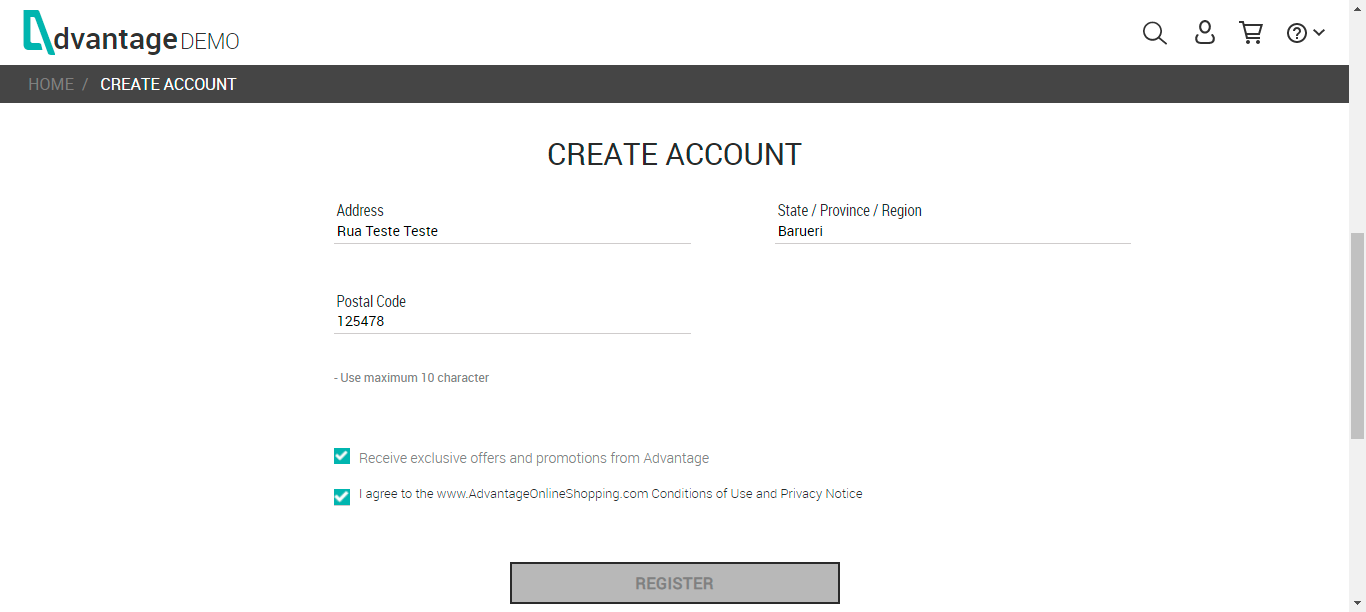 dvantage DEMO
HOME / CREATE ACCOUNT
CREATE ACCOUNT
Address
State / Province / Region
Rua Teste Teste
Barueri
Postal Code
125478
- Use maximum 10 character
Receive exclusive offers and promotions from Advantage
I agree to the www.AdvantageOnlineShopping.com Conditions of Use and Privacy Notice
REGISTER